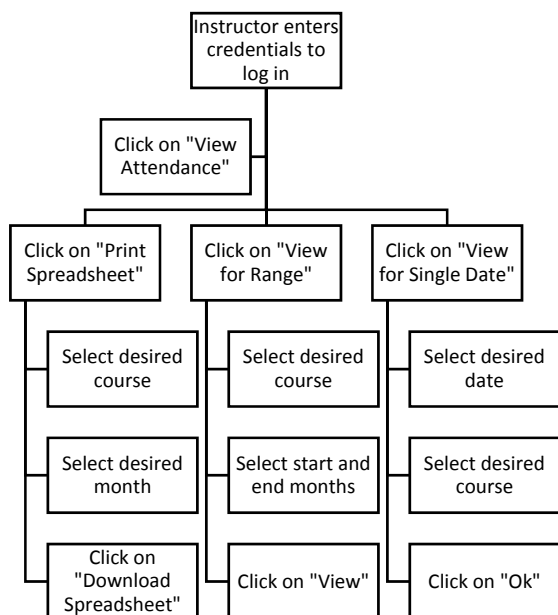 Instructor enters
credentials to
log in
Click on "View
Attendance"
Click on "Print
Spreadsheet"
Click on "View
for Range"
Click on "View
for Single Date"
Select desired
course
Select desired
course
Select desired
date
Select desired
month
Select start and
end months
Select desired
course
Click on
"Download
Spreadsheet"
Click on "View"
Click on "Ok"